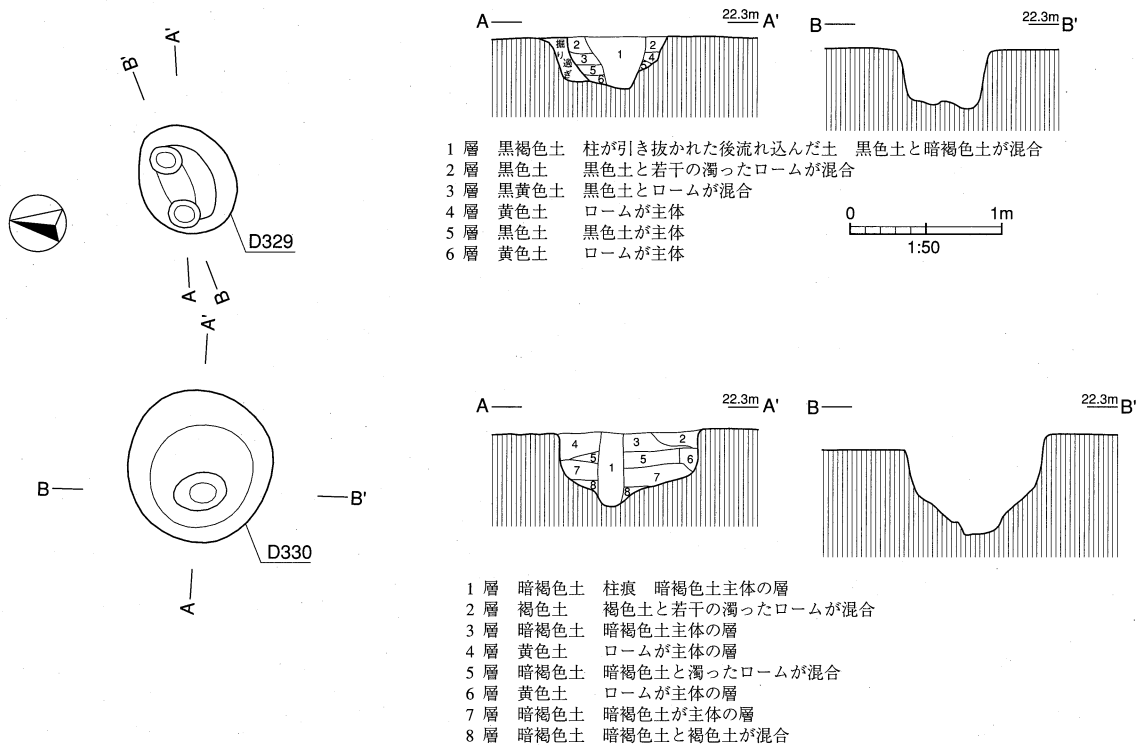 A A' 22.3m
B B' 22.3m
掘り過ぎ 2 3 5 6 1 2 4 5
1 層 黒褐色土 柱が引き抜かれた後流れ込んだ土 黒色土と暗褐色土が混合
2 層 黒色土 黒色土と若干の濁ったロームが混合
3 層 黒黄色土 黒色土とロームが混合
4 層 黄色土 ロームが主体
5 層 黒色土 黒色土が主体
6 層 黄色土 ロームが主体
0 1m
1:50
A'
B'
D329
A
B
A'
B B'
D330
A
A A' 22.3m
B B' 22.3m
4 5 7 8 1 3 2 5 6 7 8
1 層 暗褐色土 柱痕 暗褐色土主体の層
2 層 褐色土 褐色土と若干の濁ったロームが混合
3 層 暗褐色土 暗褐色土主体の層
4 層 黄色土 ロームが主体の層
5 層 暗褐色土 暗褐色土と濁ったロームが混合
6 層 黄色土 ロームが主体の層
7 層 暗褐色土 暗褐色土が主体の層
8 層 暗褐色土 暗褐色土と褐色土が混合